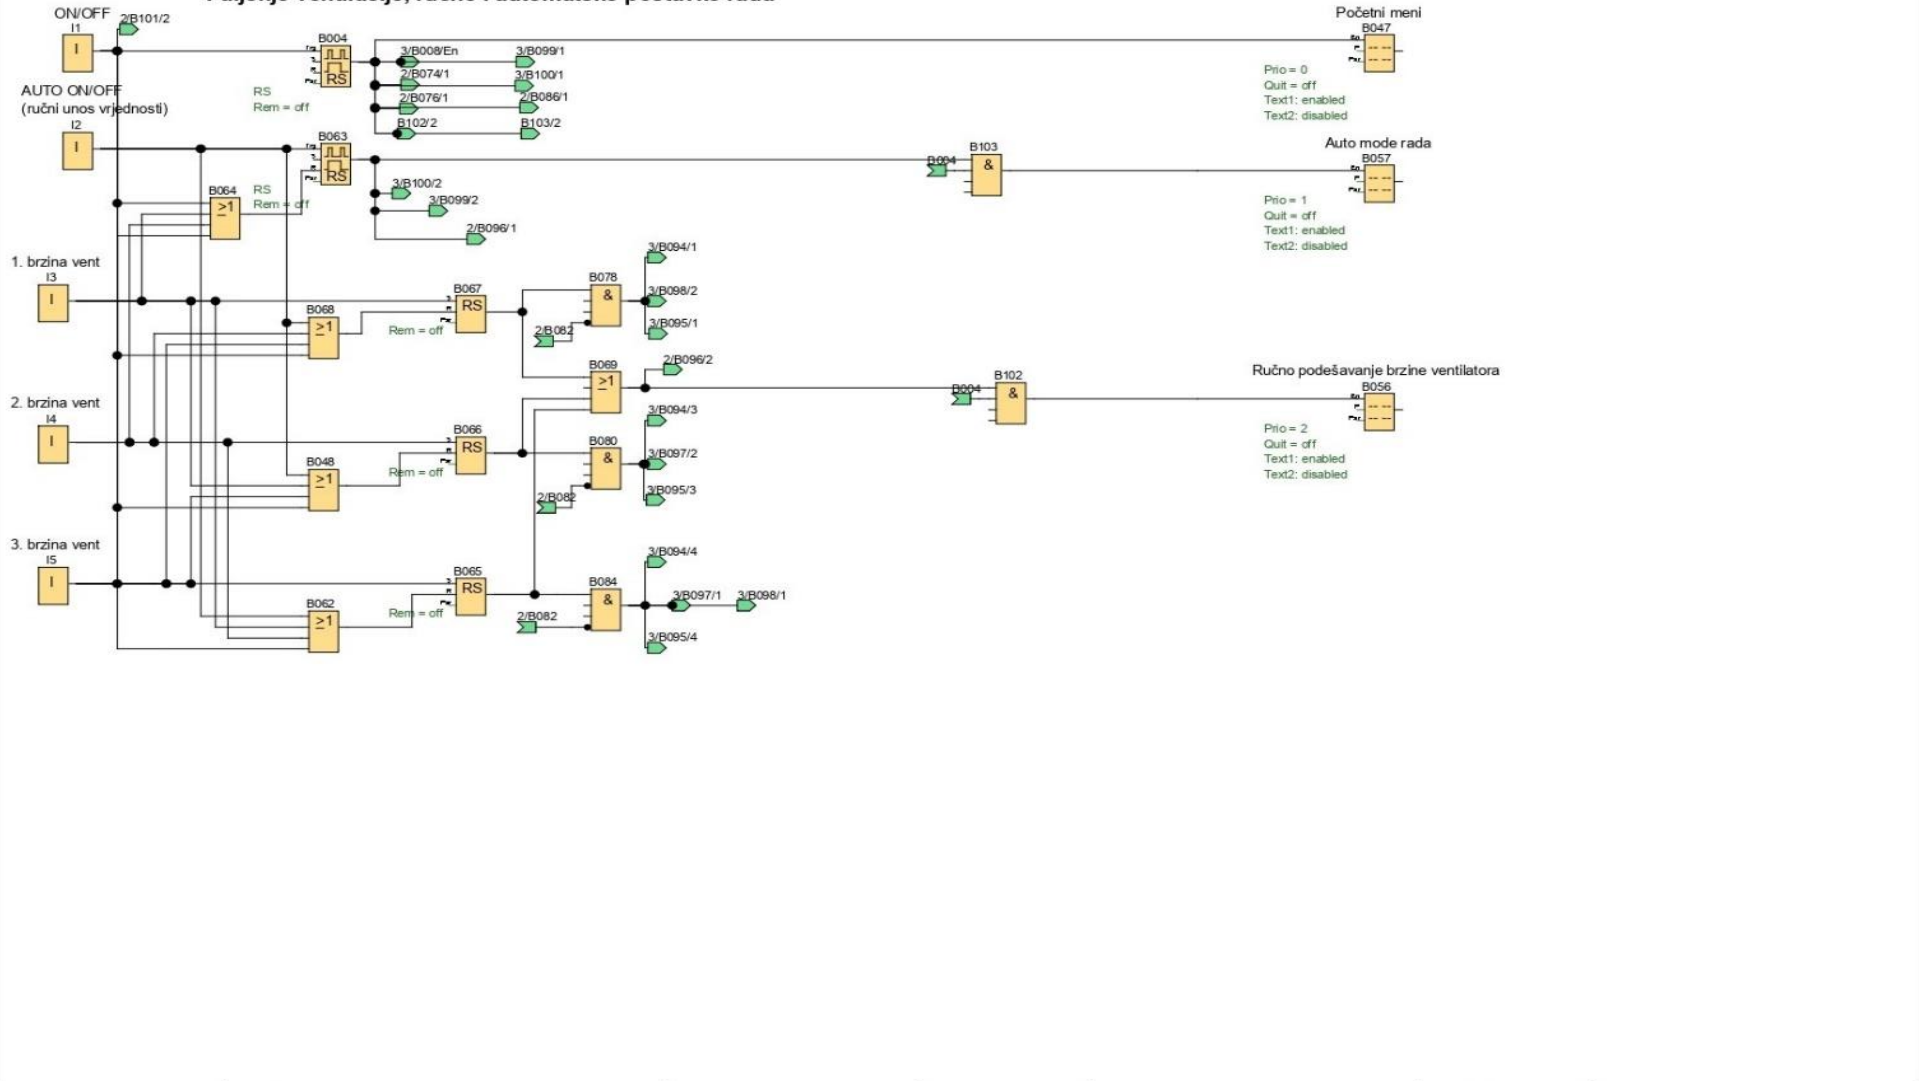 ON/OFF
I1
I
2/B101/2
B004
RS
RS
Rem = off
3/B008/En
3/B099/1
2/B074/1
3/B100/1
2/B076/1
2/B086/1
B102/2
B103/2
Početni meni
B047
Prio = 0
Quit = off
Text1: enabled
Text2: disabled
AUTO ON/OFF
(ručni unos vrjednosti)
I2
I
B063
RS
RS
Rem = off
B064
>1
3/B100/2
3/B099/2
2/B096/1
B004
B103
&
Auto mode rada
B057
Prio = 1
Quit = off
Text1: enabled
Text2: disabled
1. brzina vent
I3
I
B068
>1
B067
RS
Rem = off
B078
&
2/B082
3/B094/1
3/B098/2
3/B095/1
B069
>1
2/B096/2
B004
B102
&
Ručno podešavanje brzine ventilatora
B056
Prio = 2
Quit = off
Text1: enabled
Text2: disabled
2. brzina vent
I4
I
B048
>1
B066
RS
Rem = off
B080
&
2/B082
3/B094/3
3/B097/2
3/B095/3
3. brzina vent
I5
I
B062
>1
B065
RS
Rem = off
B084
&
2/B082
3/B094/4
3/B097/1
3/B098/1
3/B095/4